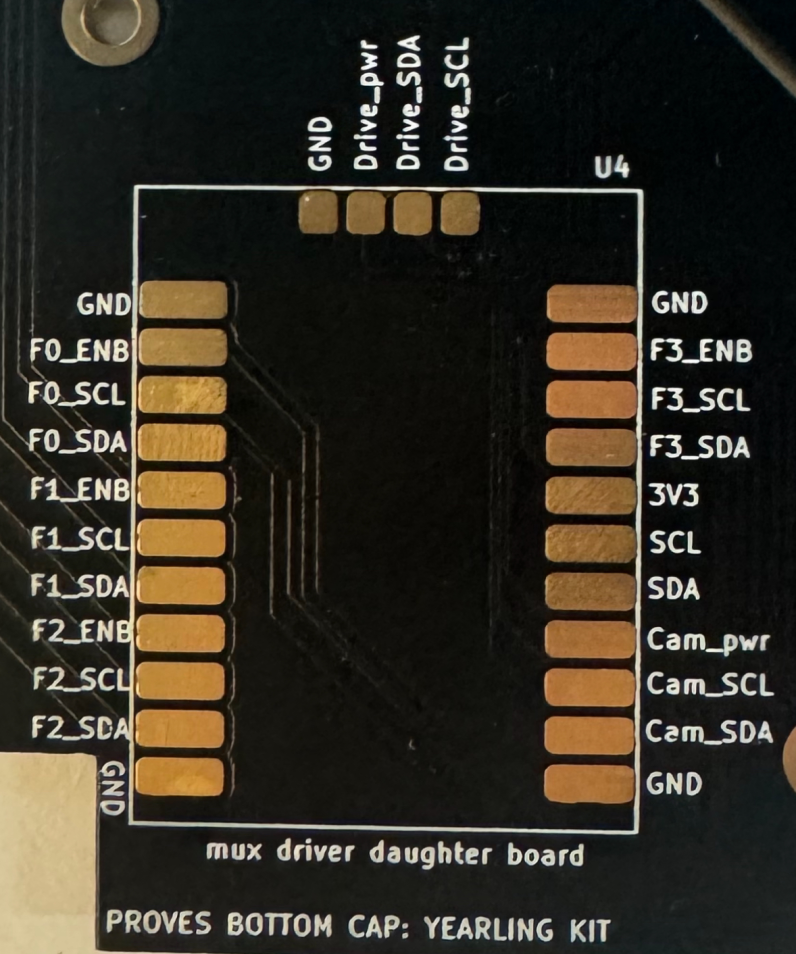 GND
Drive_pwr
Drive_SDA
Drive_SCL
U4
GND
F0_ENB
F0_SCL
F0_SDA
F1_ENB
F1_SCL
F1_SDA
F2_ENB
F2_SCL
F2_SDA
GND
GND
F3_ENB
F3_SCL
F3_SDA
3V3
SCL
SDA
Cam_pwr
Cam_SCL
Cam_SDA
GND
mux driver daughter board
PROVES BOTTOM CAP: YEARLING KIT